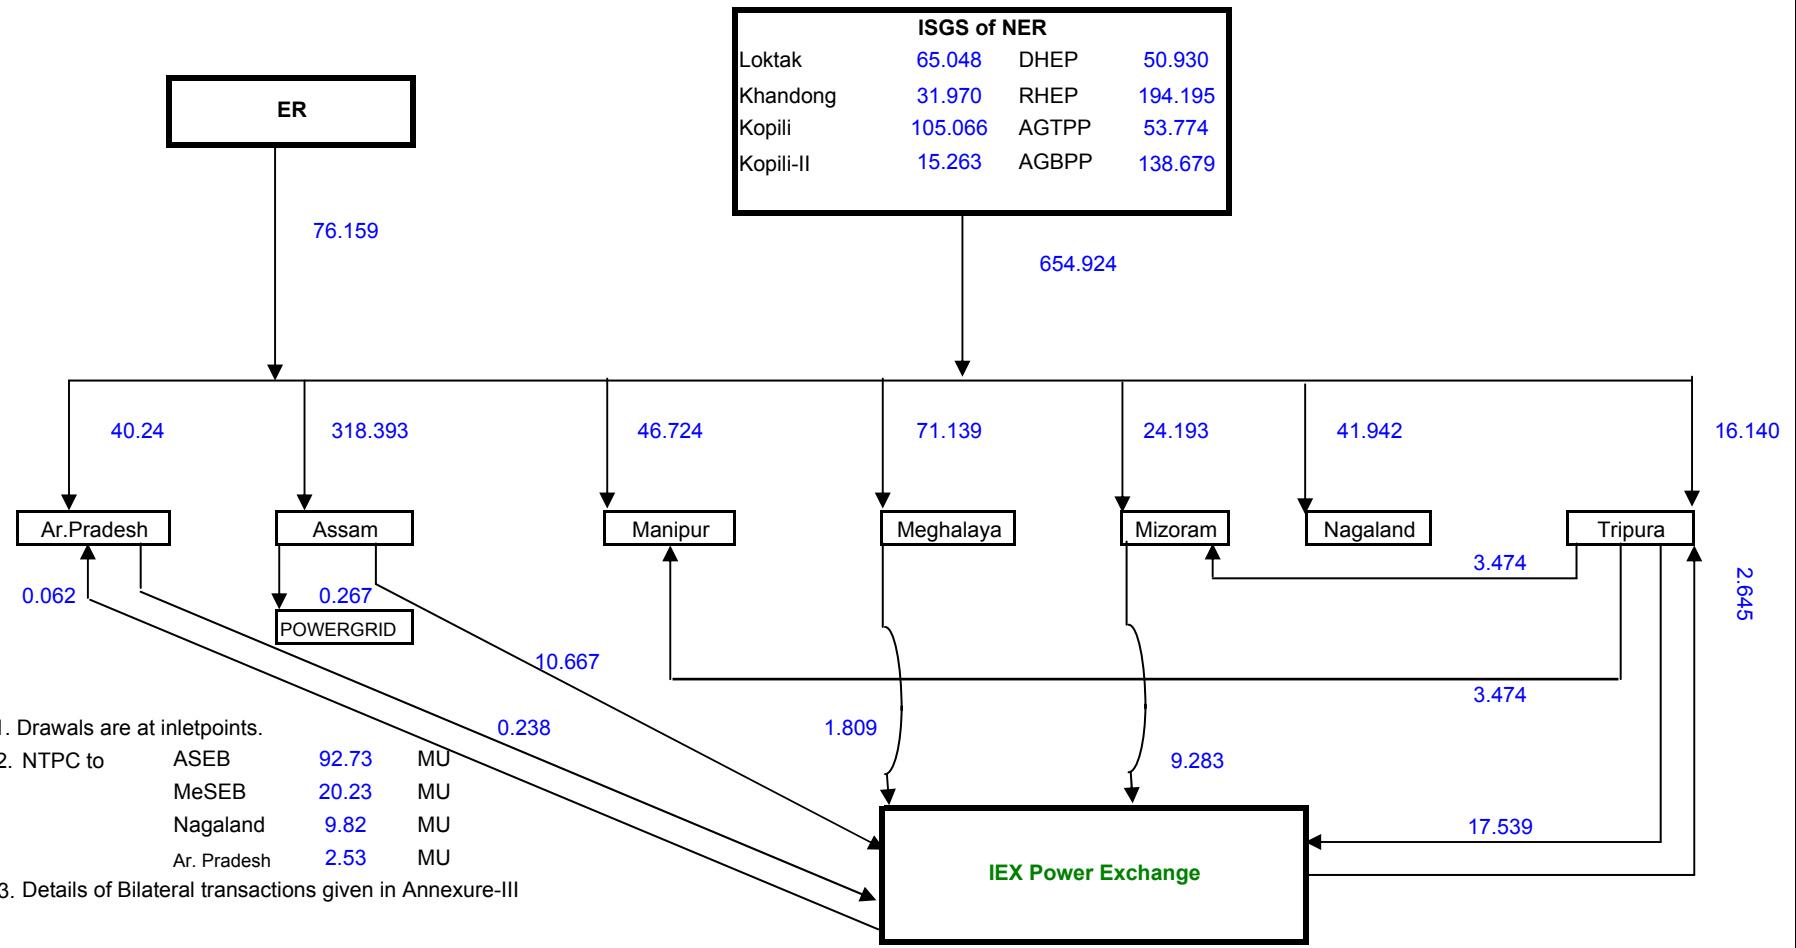 ISGS of NER
Loktak 65.048 DHEP 50.930
Khandong 31.970 RHEP 194.195
Kopili 105.066 AGTPP 53.774
Kopili-II 15.263 AGBPP 138.679
ER
76.159
654.924
40.24 318.393 46.724 71.139 24.193 41.942 16.140
Ar.Pradesh Assam Manipur Meghalaya Mizoram Nagaland Tripura
3.474
2.645
0.062 0.267
POWERGRID
10.667
3.474
1. Drawals are at inletpoints. 0.238 1.809
2. NTPC to ASEB 92.73 MU 9.283
MeSEB 20.23 MU
Nagaland 9.82 MU 17.539
Ar. Pradesh 2.53 MU
IEX Power Exchange
3. Details of Bilateral transactions given in Annexure-III